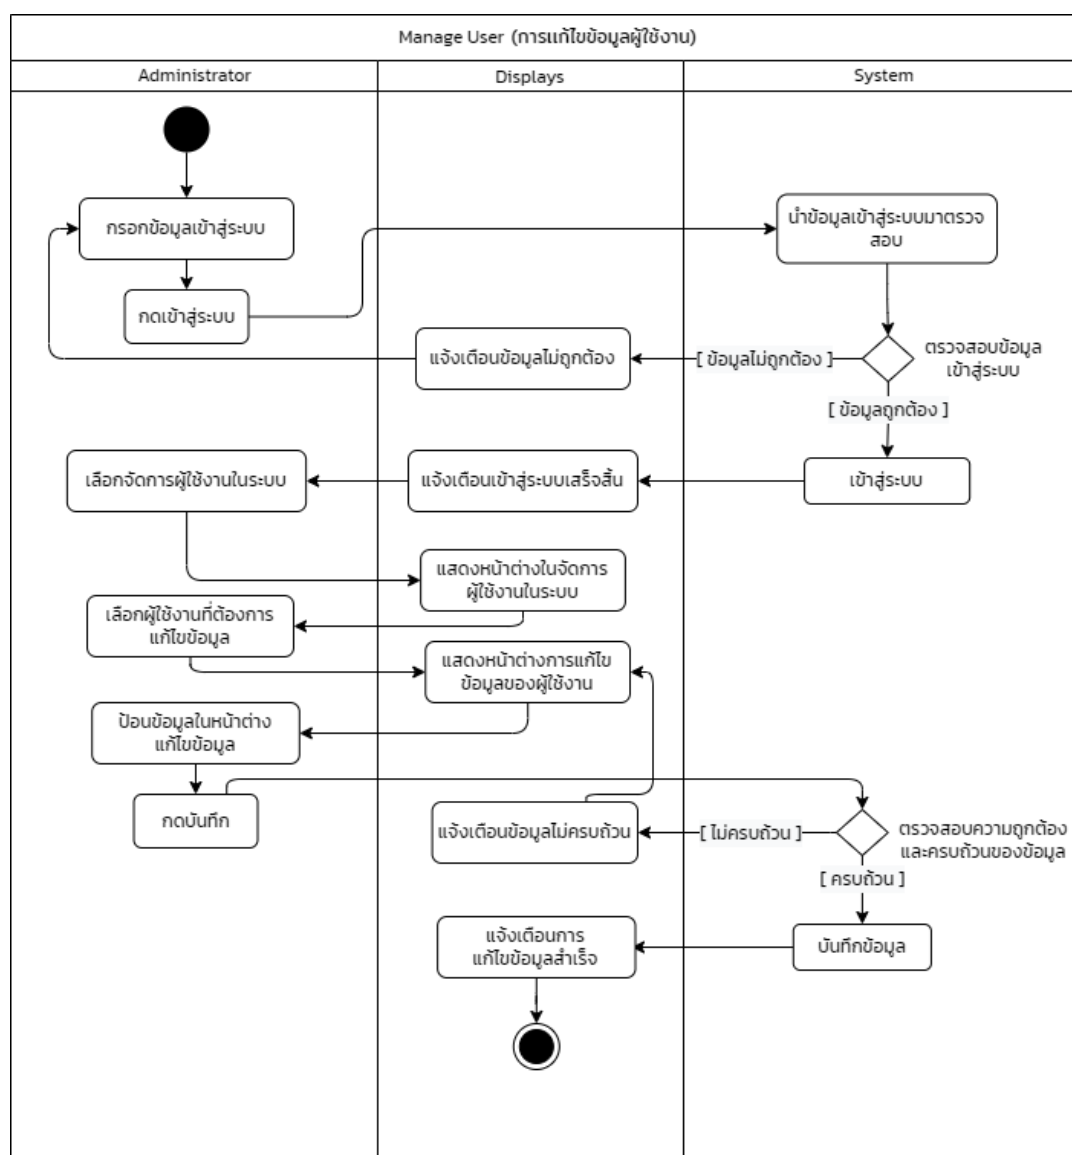 Manage User (การแก้ไขข้อมูลผู้ใช้งาน)
Administrator
Displays
System
กรอกข้อมูลเข้าสู่ระบบ
นำข้อมูลเข้าสู่ระบบมาตรวจ
สอบ
กดเข้าสู่ระบบ
แจ้งเตือนข้อมูลไม่ถูกต้อง
[ ข้อมูลไม่ถูกต้อง ]
ตรวจสอบข้อมูล
เข้าสู่ระบบ
[ ข้อมูลถูกต้อง ]
เลือกจัดการผู้ใช้งานในระบบ
แจ้งเตือนเข้าสู่ระบบเสร็จสิ้น
เข้าสู่ระบบ
แสดงหน้าต่างในจัดการ
ผู้ใช้งานในระบบ
เลือกผู้ใช้งานที่ต้องการ
แก้ไขข้อมูล
แสดงหน้าต่างการแก้ไข
ข้อมูลของผู้ใช้งาน
ป้อนข้อมูลในหน้าต่าง
แก้ไขข้อมูล
กดบันทึก
แจ้งเตือนข้อมูลไม่ครบถ้วน
[ ไม่ครบถ้วน ]
ตรวจสอบความถูกต้อง
และครบถ้วนของข้อมูล
[ ครบถ้วน ]
แจ้งเตือนการ
แก้ไขข้อมูลสำเร็จ
บันทึกข้อมูล